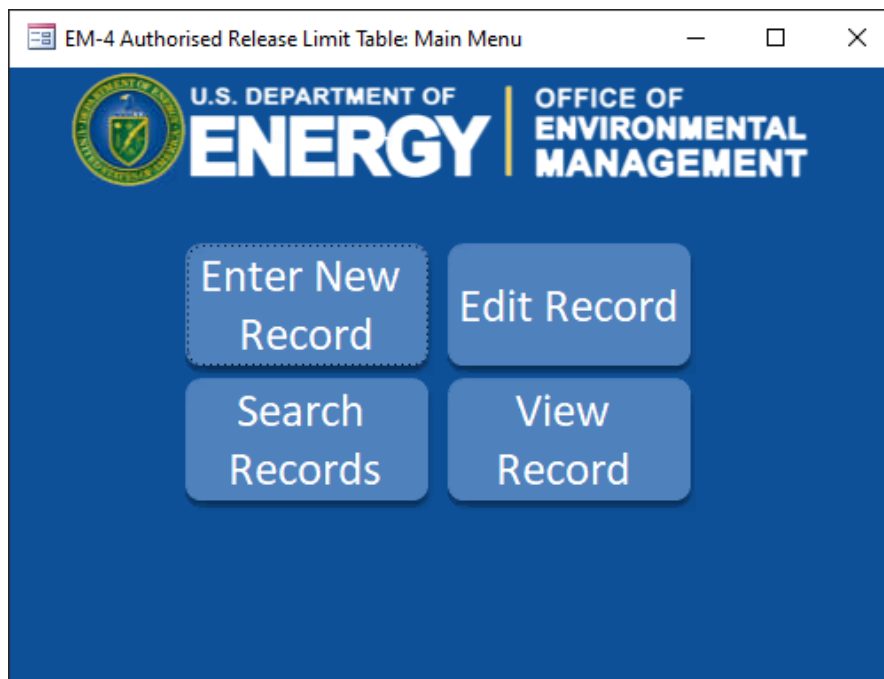 EM-4 Authorised Release Limit Table: Main Menu
U.S. DEPARTMENT OF
ENERGY
OFFICE OF
ENVIRONMENTAL
MANAGEMENT
Enter New
Record
Edit Record
Search
Records
View
Record